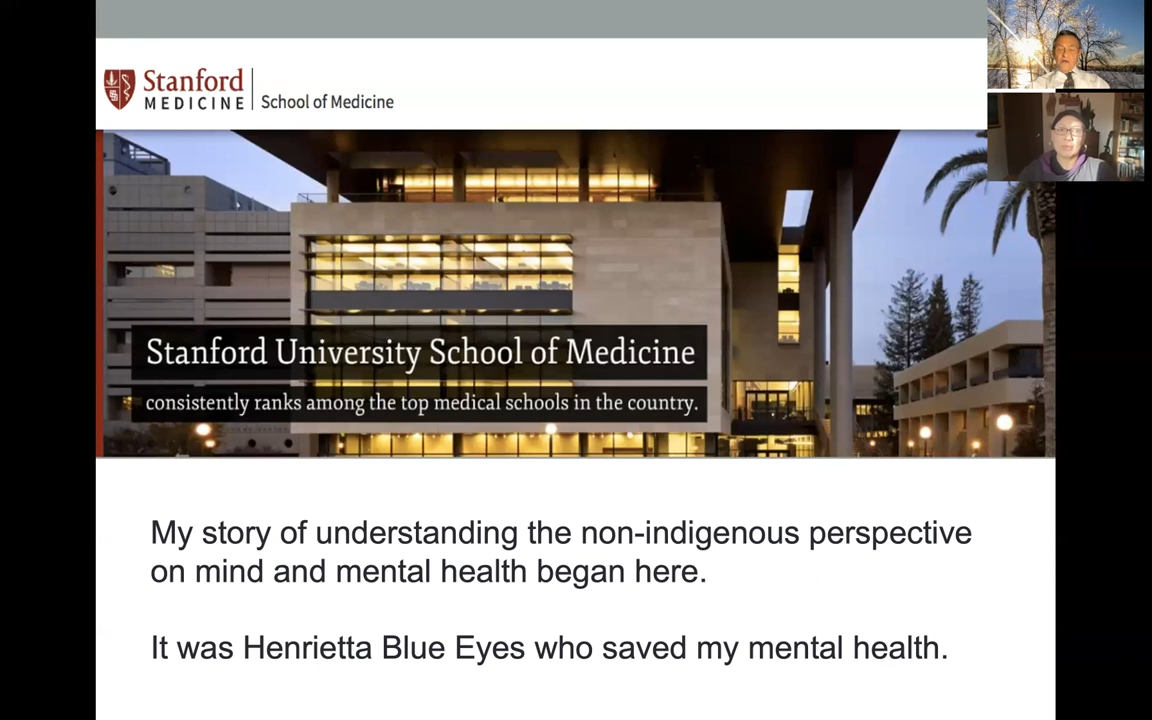 Stanford
MEDICINE
School of Medicine
Stanford University School of Medicine
consistently ranks among the top medical schools in the country.
My story of understanding the non-indigenous perspective
on mind and mental health began here.
It was Henrietta Blue Eyes who saved my mental health.